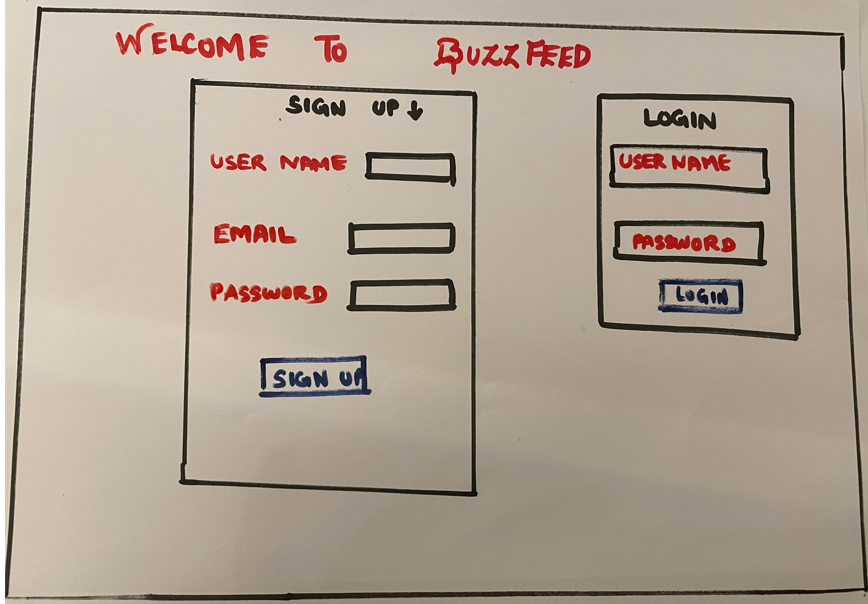 WELCOME TO BUZZFEED
SIGN UP ↓
USER NAME
EMAIL
PASSWORD
SIGN UP
LOGIN
USER NAME
PASSWORD
LOGIN